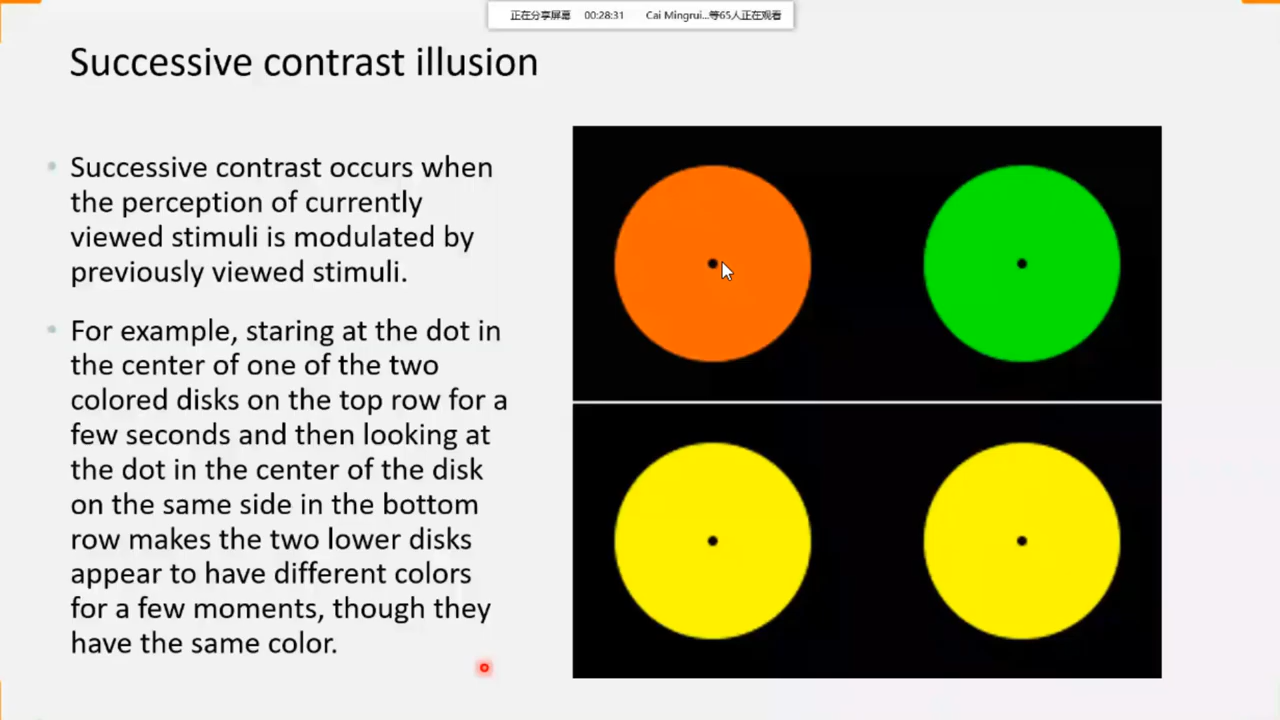 正在分享屏幕 00:28:31 Cai Mingrui...等65人正在观看
Successive contrast illusion
Successive contrast occurs when
the perception of currently
viewed stimuli is modulated by
previously viewed stimuli.
For example, staring at the dot in
the center of one of the two
colored disks on the top row for a
few seconds and then looking at
the dot in the center of the disk
on the same side in the bottom
row makes the two lower disks
appear to have different colors
for a few moments, though they
have the same color.